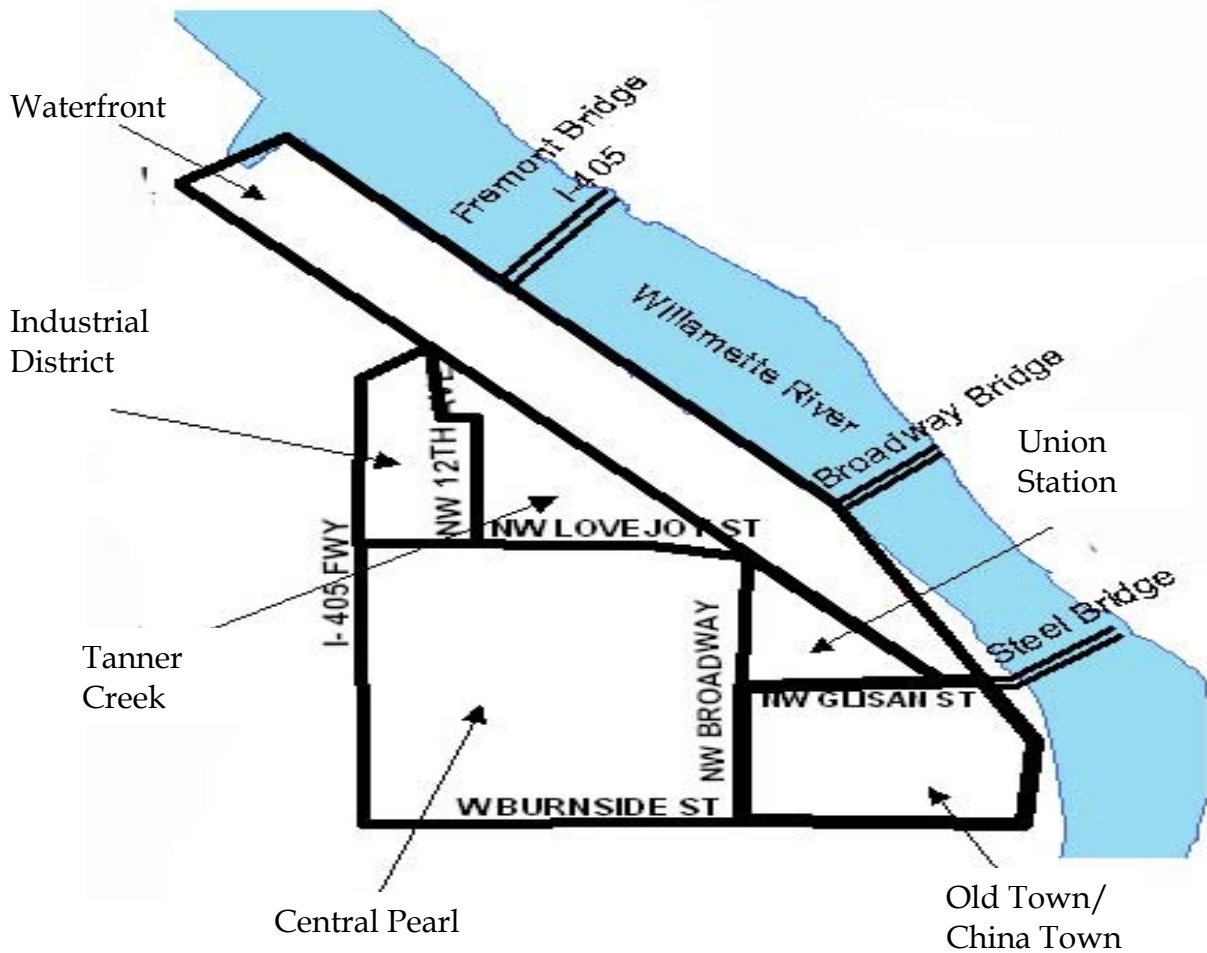 Waterfront
Fremont Bridge
I-405
Industrial
District
Willamette River
Broadway Bridge
Union
Station
NW 12TH AVE
NW LOVEJOY ST
I-405 FWY
Steel Bridge
Tanner
Creek
NW BROADWAY
NW GLISAN ST
W BURNSIDE ST
Central Pearl
Old Town/
China Town